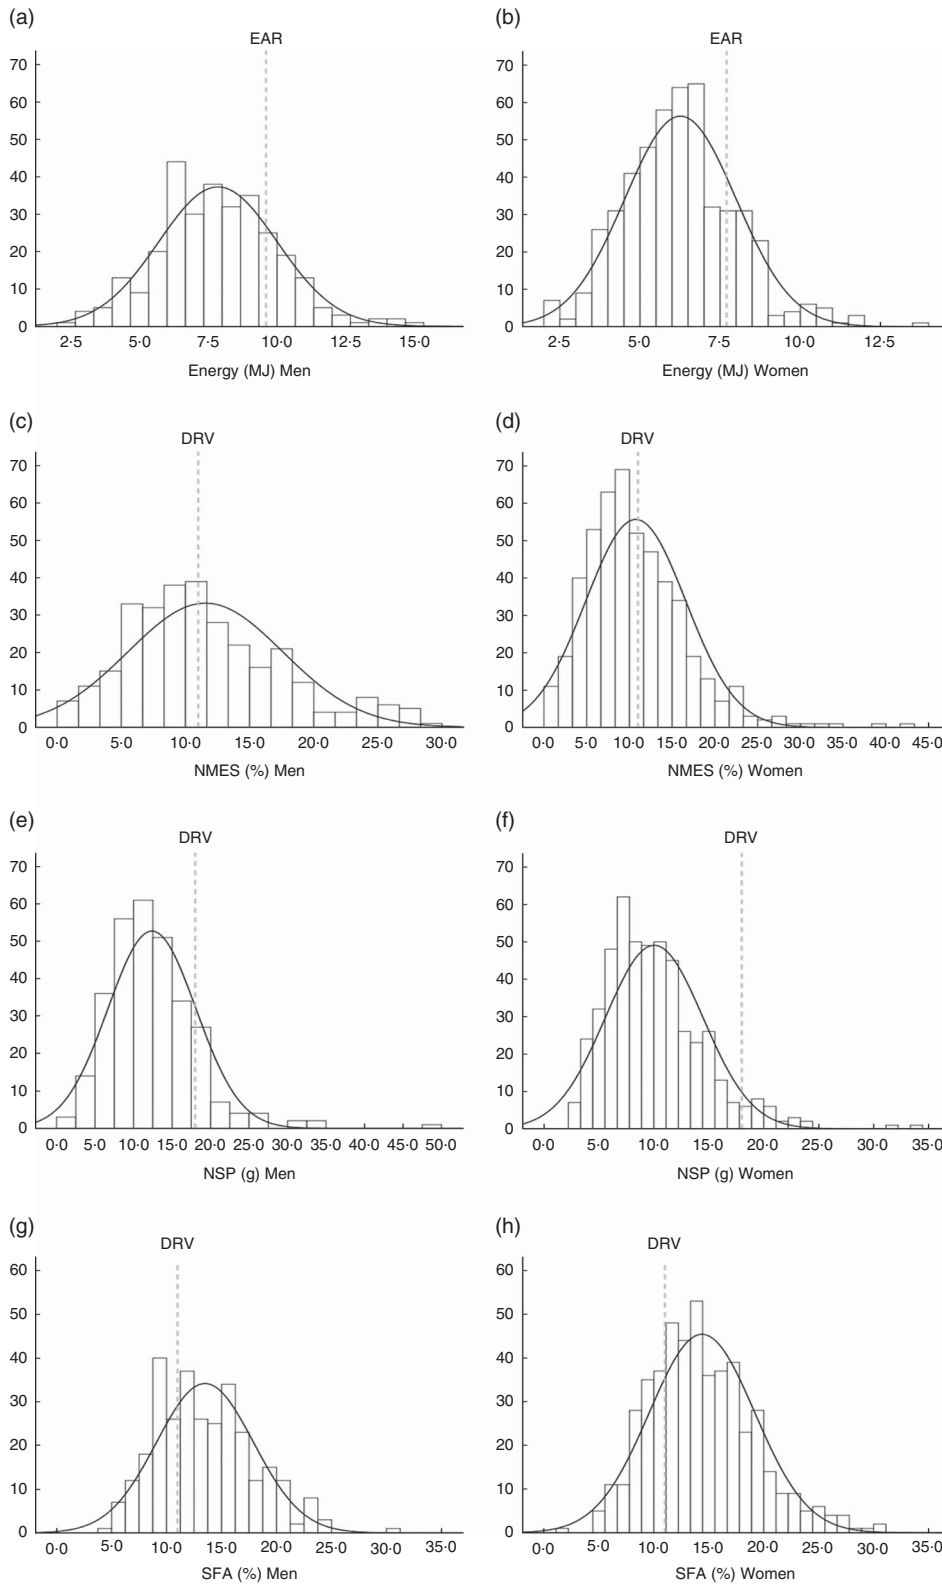 (a)
EAR
70
60
50
40
30
20
10
0
2·5 5·0 7·5 10·0 12·5 15·0
Energy (MJ) Men
(b)
EAR
70
60
50
40
30
20
10
0
2·5 5·0 7·5 10·0 12·5
Energy (MJ) Women
(c)
DRV
70
60
50
40
30
20
10
0
0·0 5·0 10·0 15·0 20·0 25·0 30·0
NMES (%) Men
(d)
DRV
70
60
50
40
30
20
10
0
0·0 5·0 10·0 15·0 20·0 25·0 30·0 35·0 40·0 45·0
NMES (%) Women
(e)
DRV
70
60
50
40
30
20
10
0
0·0 5·0 10·0 15·0 20·0 25·0 30·0 35·0 40·0 45·0 50·0
NSP (g) Men
(f)
DRV
70
60
50
40
30
20
10
0
0·0 5·0 10·0 15·0 20·0 25·0 30·0 35·0
NSP (g) Women
(g)
DRV
60
50
40
30
20
10
0
0·0 5·0 10·0 15·0 20·0 25·0 30·0 35·0
SFA (%) Men
(h)
DRV
60
50
40
30
20
10
0
0·0 5·0 10·0 15·0 20·0 25·0 30·0 35·0
SFA (%) Women